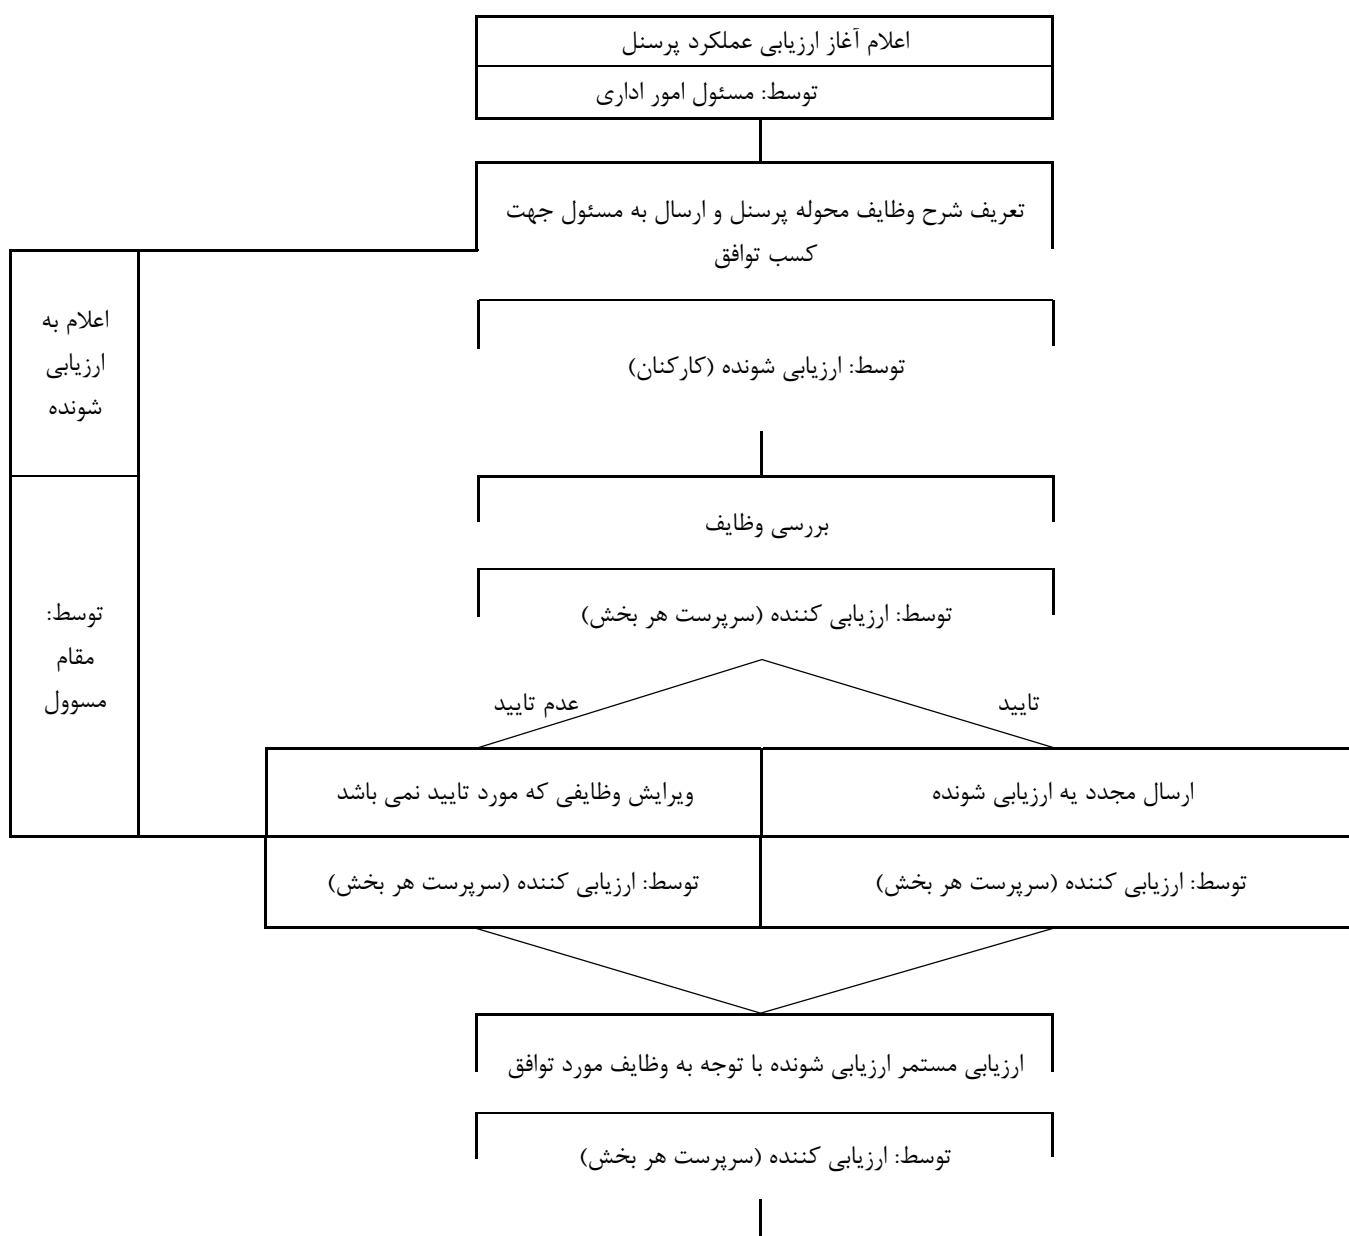 اعلام آغاز ارزیابی عملکرد پرسنل
توسط: مسئول امور اداری
تعریف شرح وظایف محوله پرسنل و ارسال به مسئول جهت
کسب توافق
توسط: ارزیابی شونده (کارکنان)
اعلام به
ارزیابی
شونده
توسط:
مقام
مسوول
بررسی وظایف
توسط: ارزیابی کننده (سرپرست هر بخش)
تایید
عدم تایید
ارسال مجدد یه ارزیابی شونده
ویرایش وظایفی که مورد تایید نمی باشد
توسط: ارزیابی کننده (سرپرست هر بخش)
توسط: ارزیابی کننده (سرپرست هر بخش)
ارزیابی مستمر ارزیابی شونده با توجه به وظایف مورد توافق
توسط: ارزیابی کننده (سرپرست هر بخش)